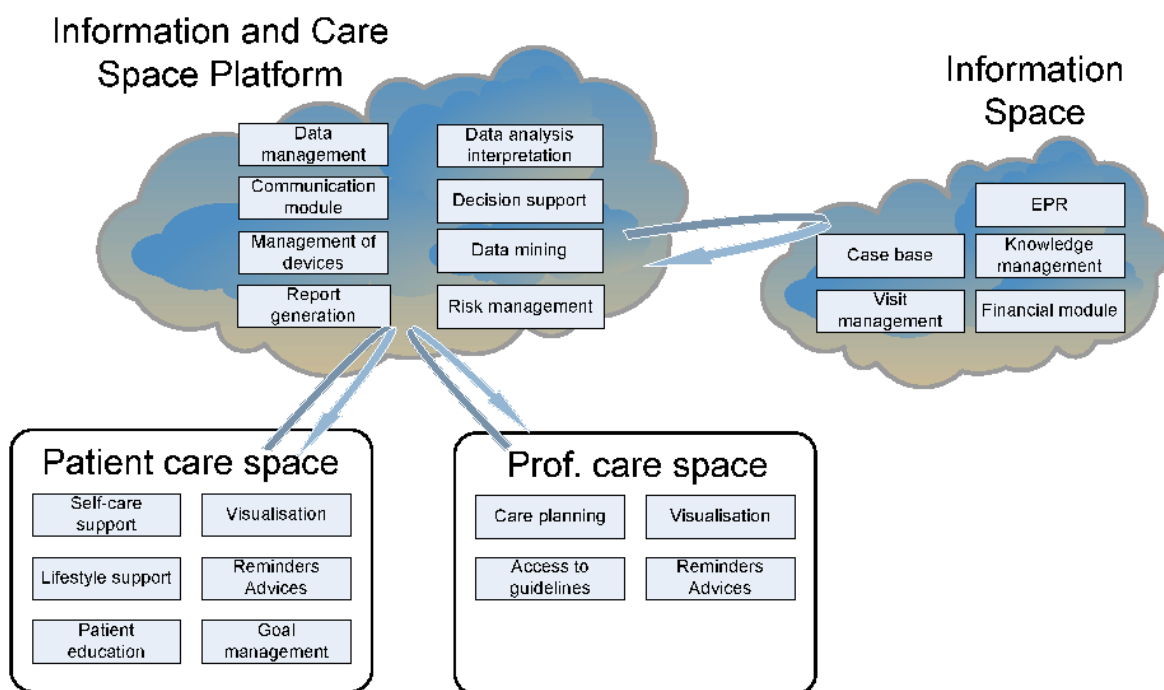 Information and Care
Space Platform
Data
management
Communication
module
Management of
devices
Report
generation
Data analysis
interpretation
Decision support
Data mining
Risk management
Information
Space
EPR
Case base
Knowledge
management
Visit
management
Financial module
Patient care space
Self-care
support
Visualisation
Lifestyle support
Reminders
Advices
Patient
education
Goal
management
Prof. care space
Care planning
Visualisation
Access to
guidelines
Reminders
Advices